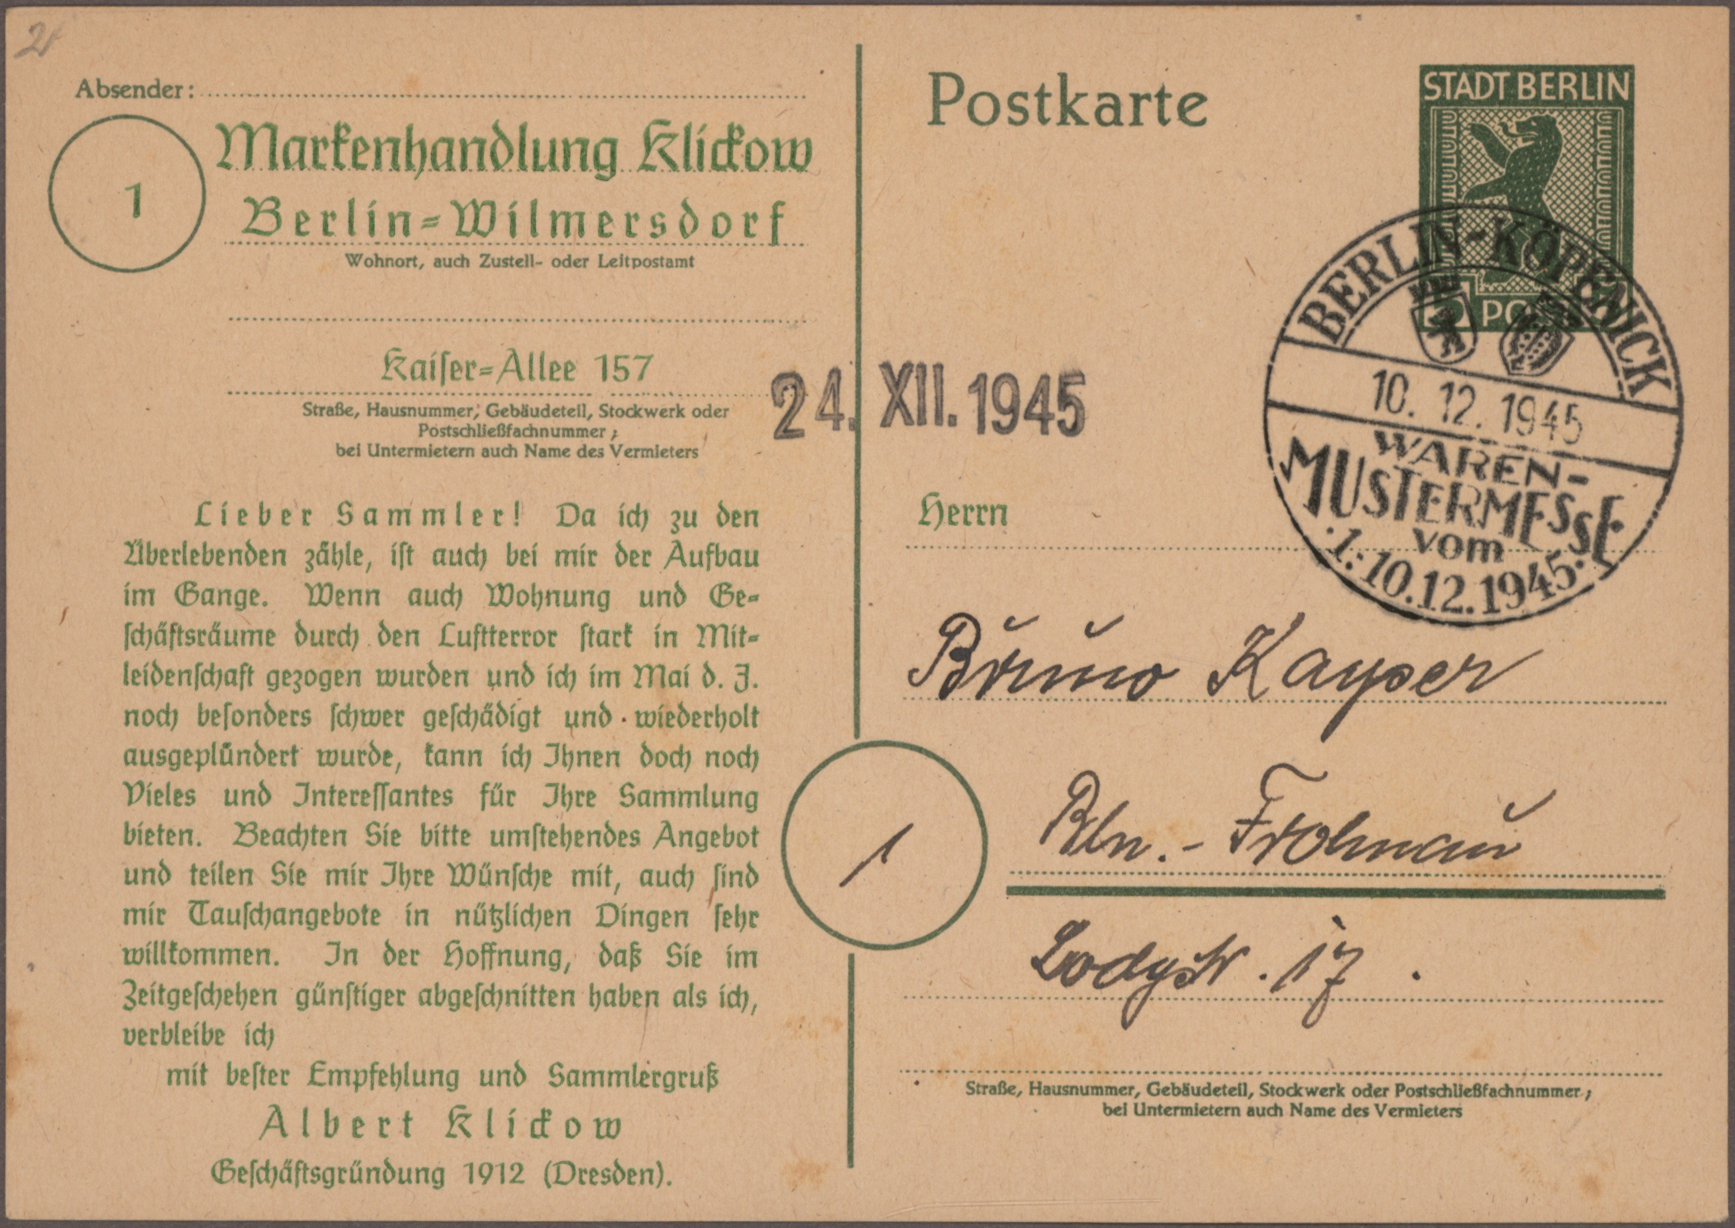 21
Absender:
Markenhandlung Klickow
1
Berlin=Wilmersdorf
Wohnort, auch Zustell- oder Leitpostamt
Kaiſer=Allee 157
Straße, Hausnummer, Gebäudeteil, Stockwerk oder
Postschließfachnummer;
bei Untermietern auch Name des Vermieters
Lieber Sammler! Da ich zu den
Überlebenden zähle, iſt auch bei mir der Aufbau
im Gange. Wenn auch Wohnung und Ge=
ſchäftsräume durch den Luftterror ſtark in Mit=
leidenſchaft gezogen wurden und ich im Mai d. J.
noch beſonders ſchwer geſchädigt und wiederholt
ausgeplündert wurde, kann ich Ihnen doch noch
Vieles und Intereſſantes für Ihre Sammlung
bieten. Beachten Sie bitte umſtehendes Angebot
und teilen Sie mir Ihre Wünſche mit, auch ſind
mir Tauſchangebote in nützlichen Dingen ſehr
willkommen. In der Hoffnung, daß Sie im
Zeitgeſchehen günſtiger abgeſchnitten haben als ich,
verbleibe ich
mit beſter Empfehlung und Sammlergruß
Albert Klickow
Geſchäftsgründung 1912 (Dresden).
Postkarte
STADT BERLIN
5 POST
BERLIN-KÖPENICK
10. 12. 1945
WAREN-
MUSTERMESSE
vom
·1.-10.12.1945·
24. XII. 1945
Herrn
Bruno Kayser
Bln.- Frohnau
1
Lodystr. 17.
Straße, Hausnummer, Gebäudeteil, Stockwerk oder Postschließfachnummer;
bei Untermietern auch Name des Vermieters